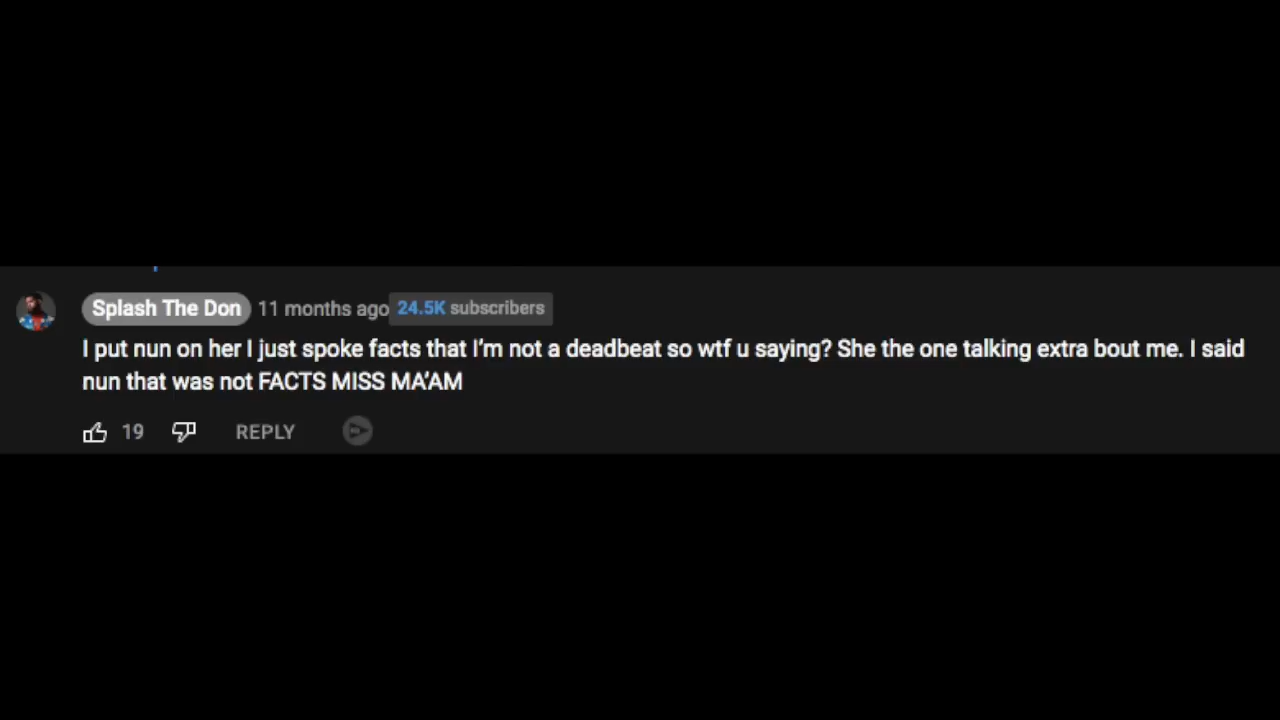 Splash The Don 11 months ago 24.5K subscribers
I put nun on her I just spoke facts that I'm not a deadbeat so wtf u saying? She the one talking extra bout me. I said
nun that was not FACTS MISS MA'AM
19 REPLY